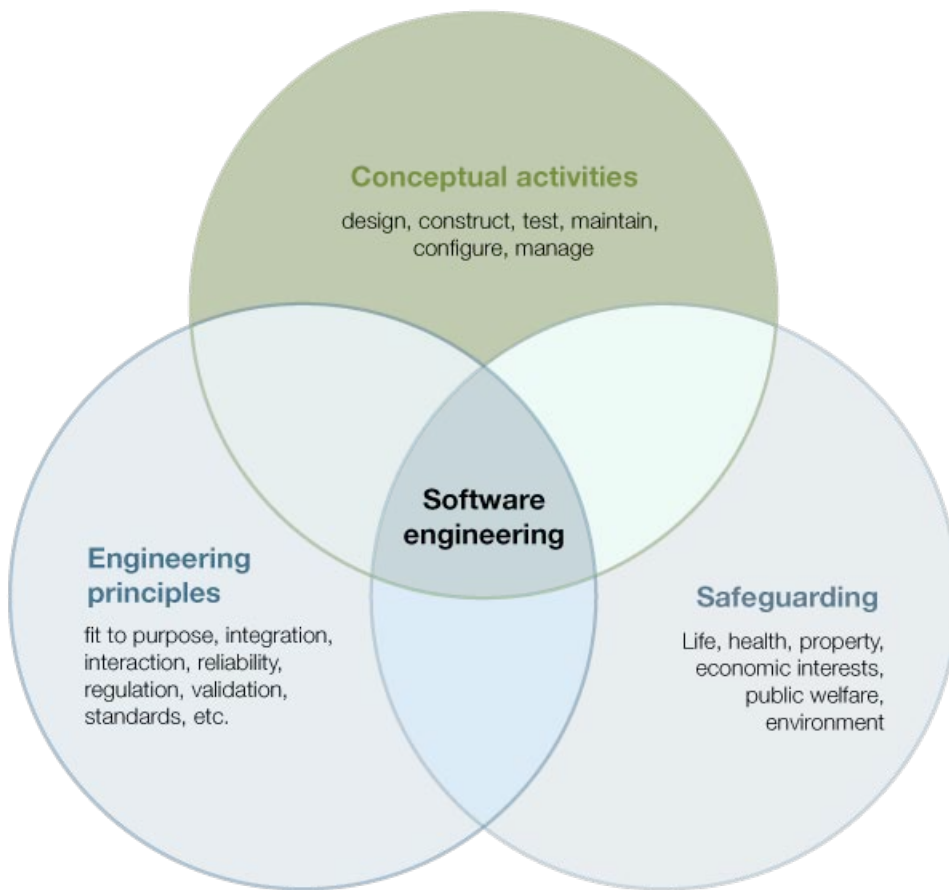 Conceptual activities
design, construct, test, maintain,
configure, manage
Software
engineering
Engineering
principles
fit to purpose, integration,
interaction, reliability,
regulation, validation,
standards, etc.
Safeguarding
Life, health, property,
economic interests,
public welfare,
environment